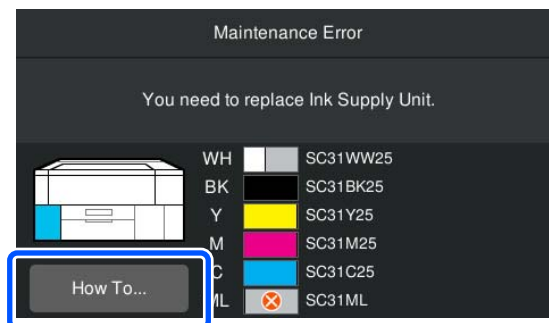 Maintenance Error
You need to replace Ink Supply Unit.
WH SC31WW25
BK SC31BK25
Y SC31Y25
M SC31M25
C SC31C25
ML SC31ML
How To...